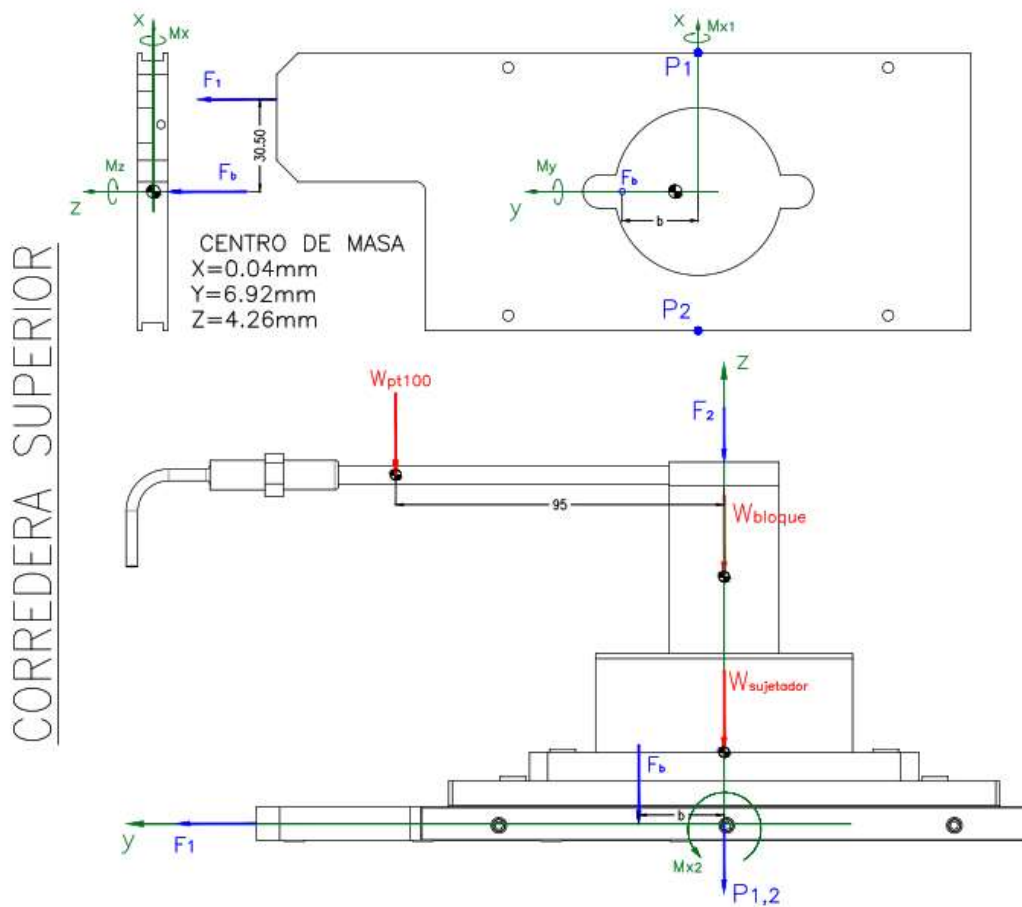 CORREDERA SUPERIOR
x
Mx
z
Mz
Fb
F1
30.50
x
Mx1
P1
My
Fb
y
b
P2
CENTRO DE MASA
X=0.04mm
Y=6.92mm
Z=4.26mm
Wpt100
z
F2
95
Wbloque
Wsujetador
Fb
b
y
F1
Mx2
P1,2